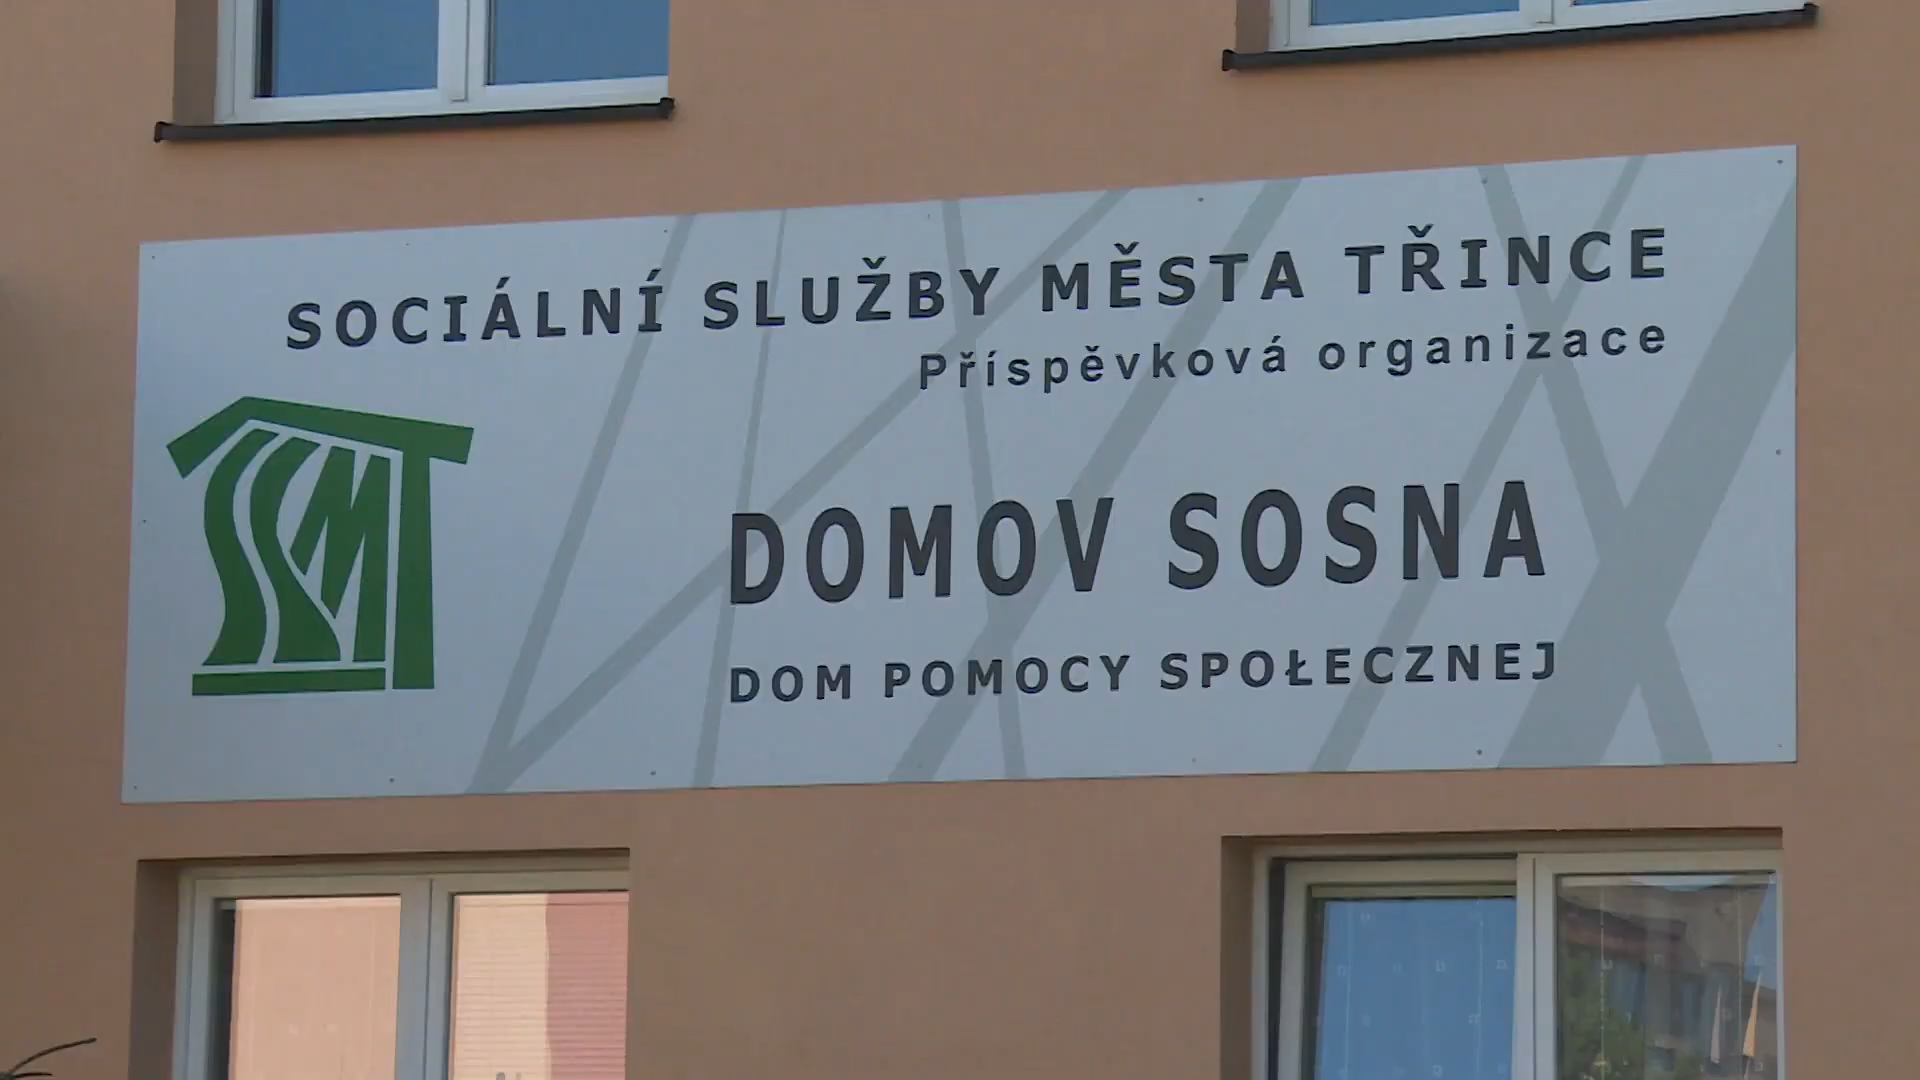 SOCIÁLNÍ SLUŽBY MĚSTA TŘINCE
Příspěvková organizace
SSMT
DOMOV SOSNA
DOM POMOCY SPOŁECZNEJ